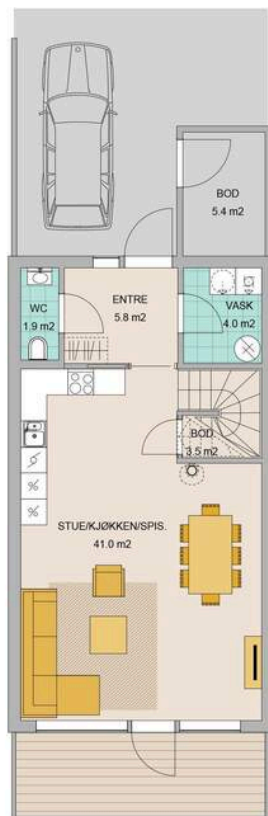 BOD
5.4 m2
WC
1.9 m2
ENTRE
5.8 m2
VASK
4.0 m2
BOD
3.5 m2
STUE/KJØKKEN/SPIS.
41.0 m2